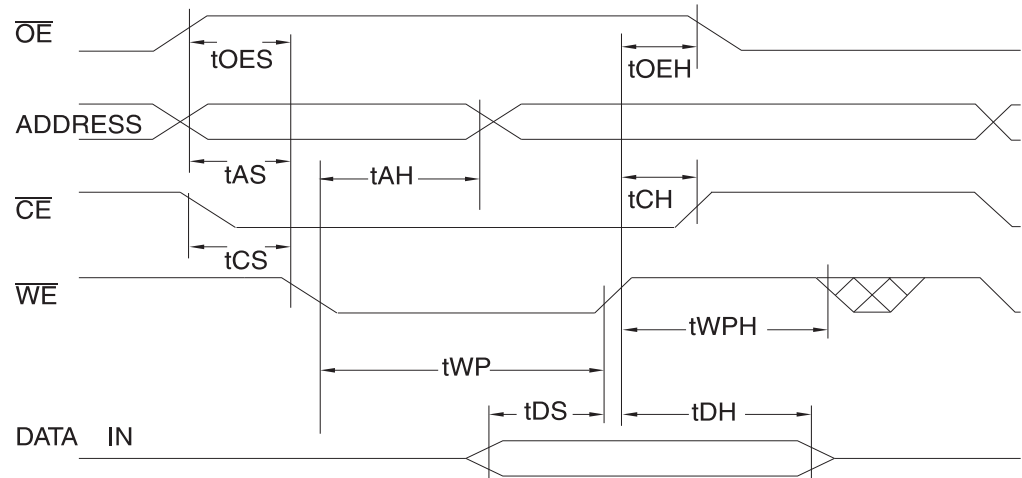 OE
tOES
tOEH
ADDRESS
tAS
tAH
tCH
CE
tCS
WE
tWPH
tWP
tDS
tDH
DATA IN